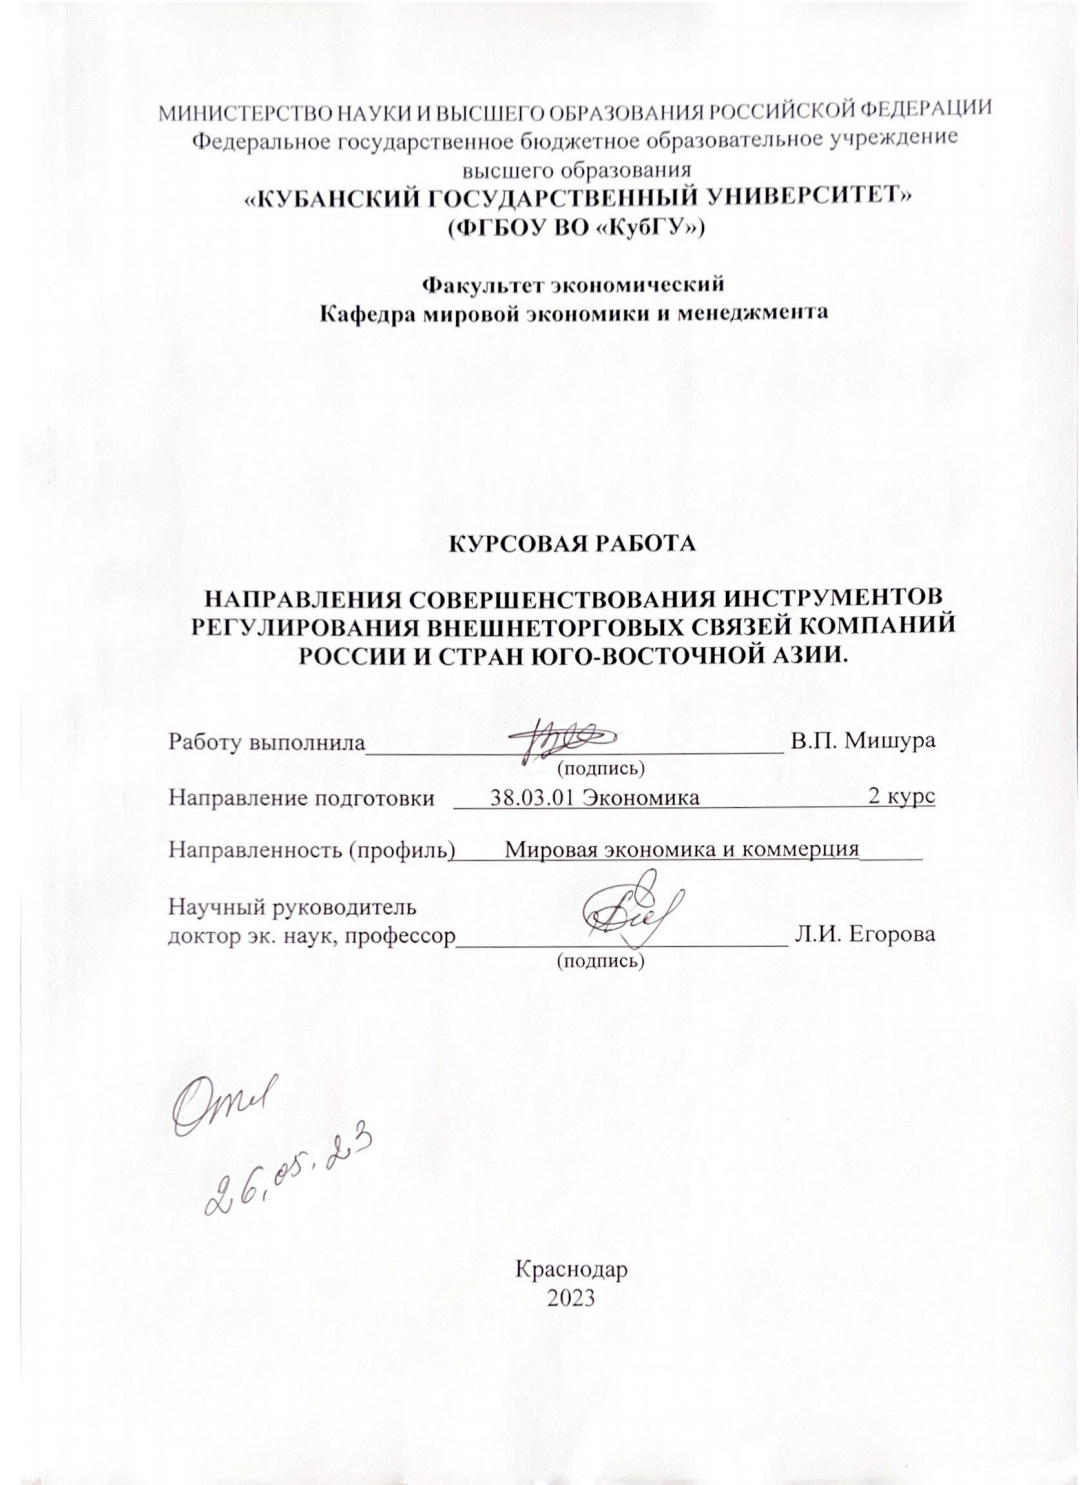 МИНИСТЕРСТВО НАУКИ И ВЫСШЕГО ОБРАЗОВАНИЯ РОССИЙСКОЙ ФЕДЕРАЦИИ
Федеральное государственное бюджетное образовательное учреждение
высшего образования
«КУБАНСКИЙ ГОСУДАРСТВЕННЫЙ УНИВЕРСИТЕТ»
(ФГБОУ ВО «КубГУ»)
Факультет экономический
Кафедра мировой экономики и менеджмента
КУРСОВАЯ РАБОТА
НАПРАВЛЕНИЯ СОВЕРШЕНСТВОВАНИЯ ИНСТРУМЕНТОВ
РЕГУЛИРОВАНИЯ ВНЕШНЕТОРГОВЫХ СВЯЗЕЙ КОМПАНИЙ
РОССИИ И СТРАН ЮГО-ВОСТОЧНОЙ АЗИИ.
Работу выполнила В.П. Мишура
(подпись)
Направление подготовки 38.03.01 Экономика 2 курс
Направленность (профиль) Мировая экономика и коммерция
Научный руководитель
доктор эк. наук, профессор Л.И. Егорова
(подпись)
Отл
26.05.23
Краснодар
2023